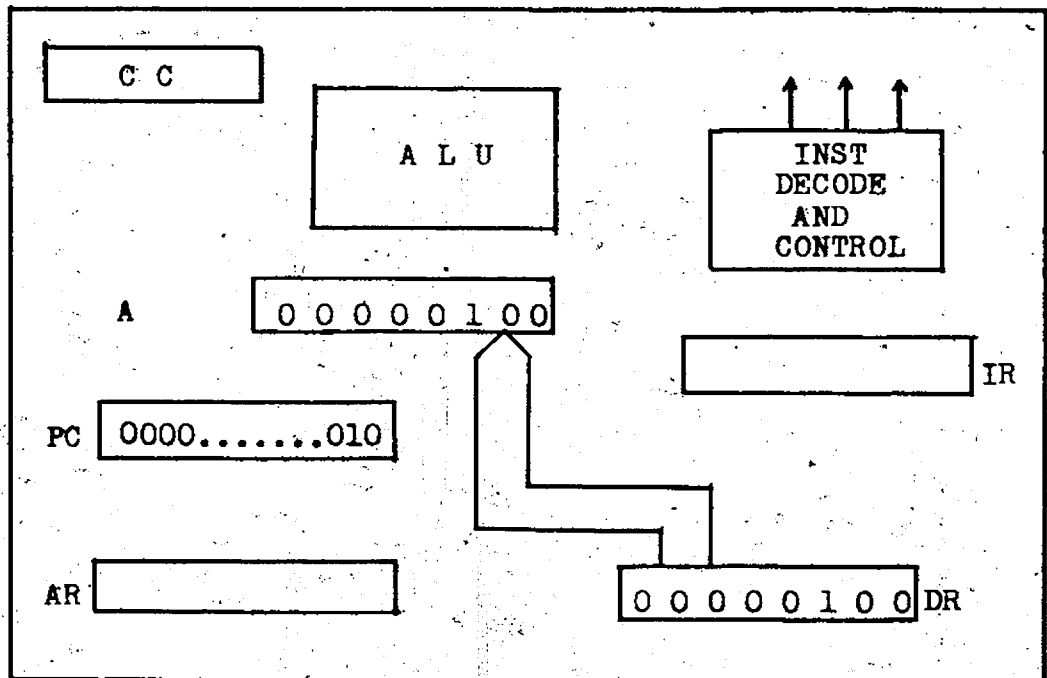 C C
A L U
INST
DECODE
AND
CONTROL
A
0 0 0 0 0 1 0 0
IR
PC 0000.......010
AR
0 0 0 0 0 1 0 0 DR